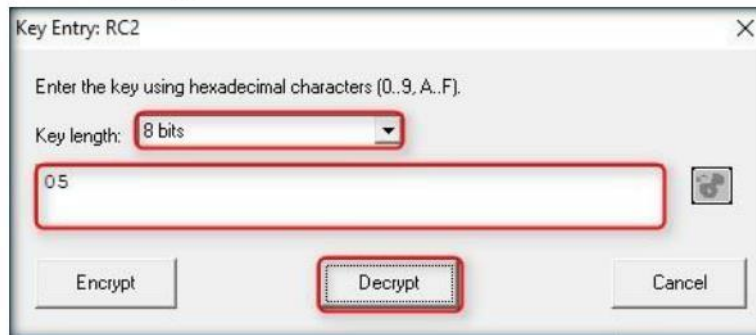 Key Entry: RC2
Enter the key using hexadecimal characters (0..9, A..F).
Key length: 8 bits
05
Encrypt Decrypt Cancel